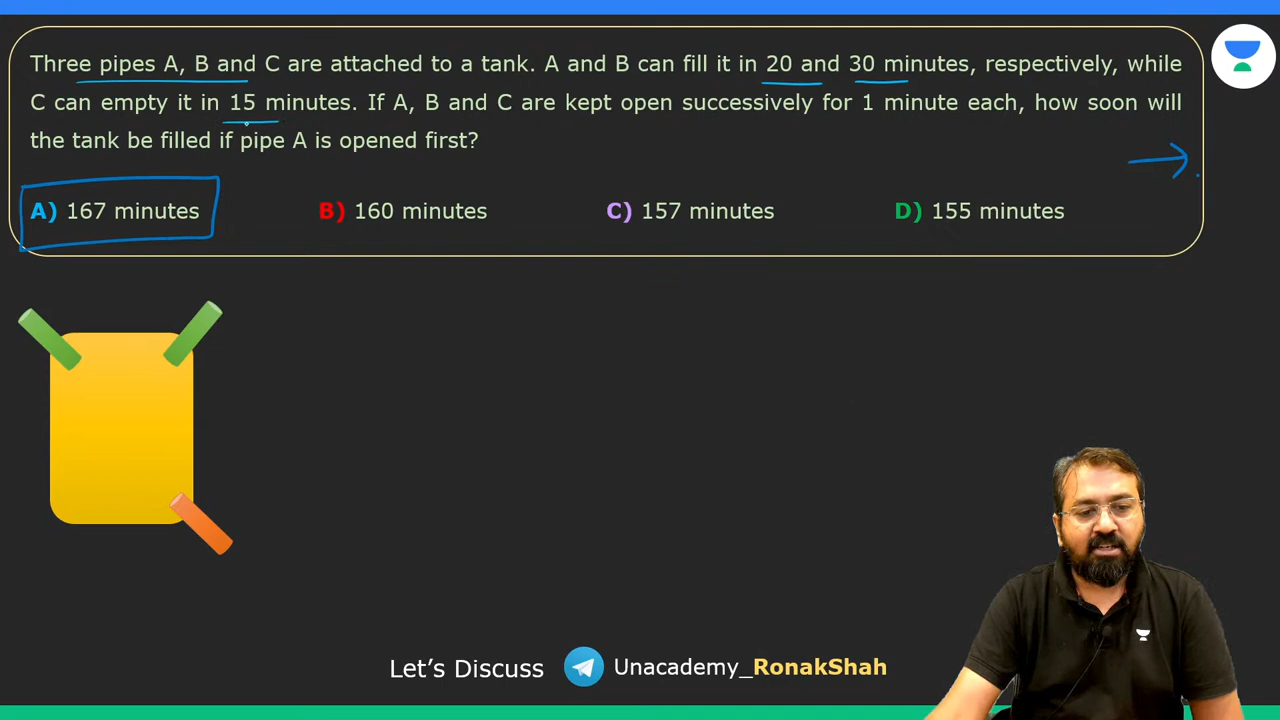 Three pipes A, B and C are attached to a tank. A and B can fill it in 20 and 30 minutes, respectively, while
C can empty it in 15 minutes. If A, B and C are kept open successively for 1 minute each, how soon will
the tank be filled if pipe A is opened first?
A) 167 minutes B) 160 minutes C) 157 minutes D) 155 minutes
Let's Discuss Unacademy_RonakShah